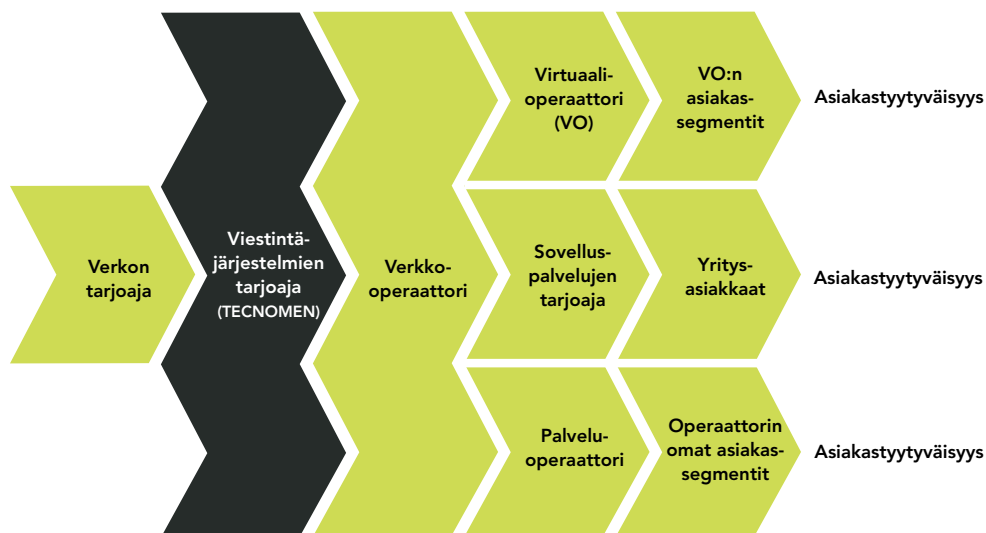 Verkon
tarjoaja
Viestintä-
järjestelmien
tarjoaja
(TECNOMEN)
Verkko-
operaattori
Virtuaali-
operaattori
(VO)
VO:n
asiakas-
segmentit
Asiakastyytyväisyys
Sovellus-
palvelujen
tarjoaja
Yritys-
asiakkaat
Asiakastyytyväisyys
Palvelu-
operaattori
Operaattorin
omat asiakas-
segmentit
Asiakastyytyväisyys